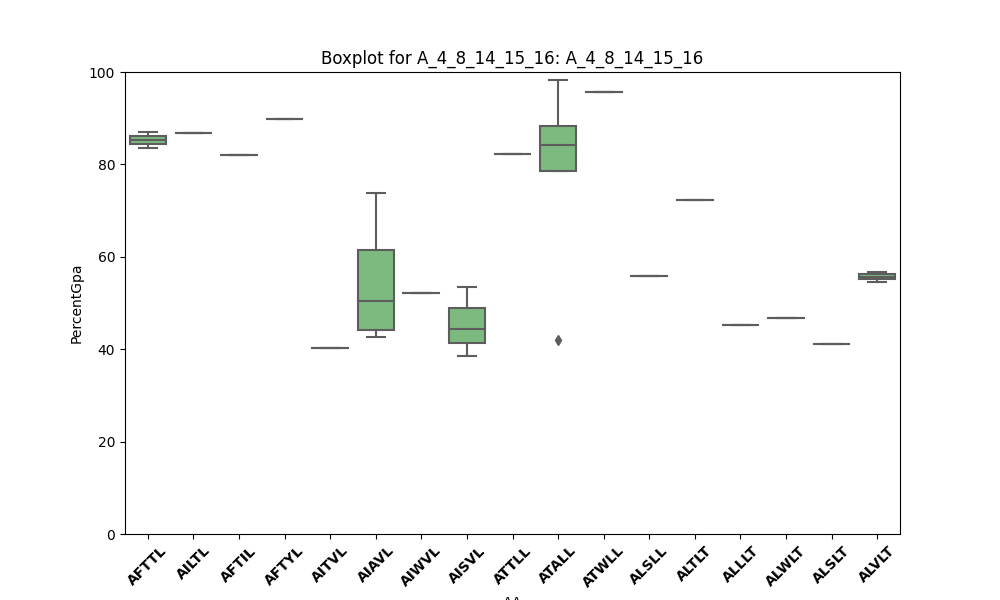 Boxplot for A_4_8_14_15_16: A_4_8_14_15_16
100
80
60
40
20
0
PercentGpa
AFTTL
AILTL
AFTIL
AFTYL
AITVL
AIAVL
AIWVL
AISVL
ATTLL
ATALL
ATWLL
ALSLL
ALTLT
ALLLT
ALWLT
ALSLT
ALVLT